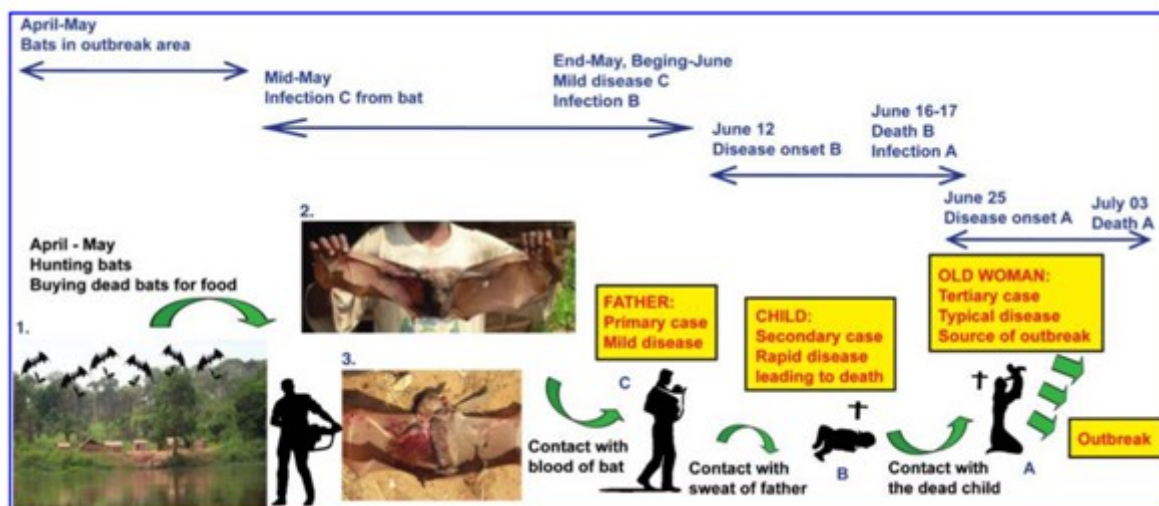 April-May
Bats in outbreak area
Mid-May
Infection C from bat
End-May, Beging-June
Mild disease C
Infection B
June 12
Disease onset B
June 16-17
Death B
Infection A
June 25
Disease onset A
July 03
Death A
April - May
Hunting bats
Buying dead bats for food
1.
2.
3.
FATHER:
Primary case
Mild disease
CHILD:
Secondary case
Rapid disease
leading to death
OLD WOMAN:
Tertiary case
Typical disease
Source of outbreak
C
Contact with
blood of bat
Contact with
sweat of father
B
Contact with
the dead child
A
Outbreak